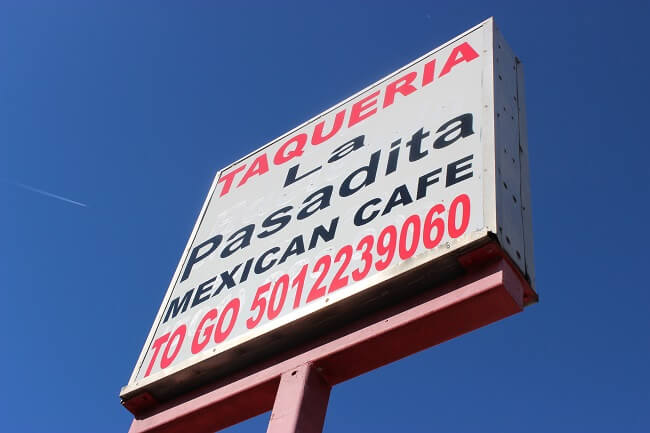 TAQUERIA
La
Pasadita
MEXICAN CAFE
TO GO 5012239060